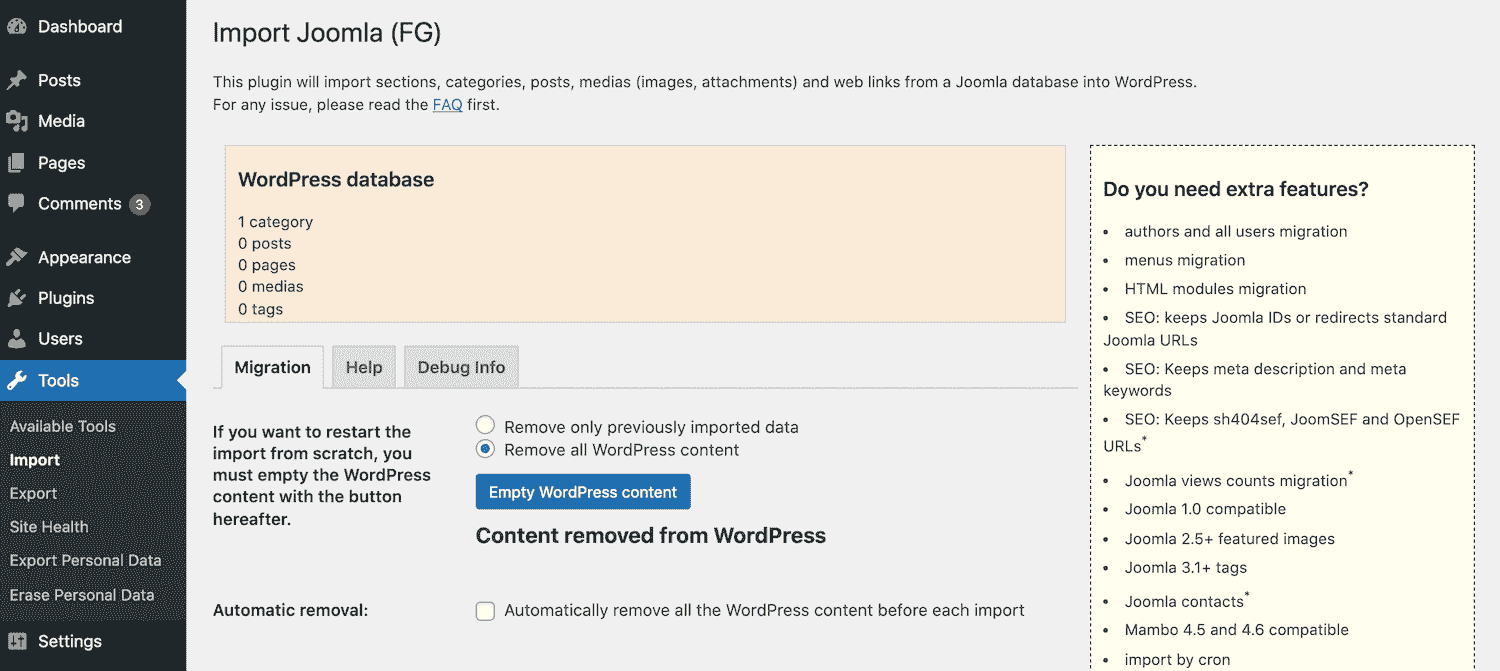 Dashboard
Posts
Media
Pages
Comments 3
Appearance
Plugins
Users
Tools
Available Tools
Import
Export
Site Health
Export Personal Data
Erase Personal Data
Settings
Import Joomla (FG)
This plugin will import sections, categories, posts, medias (images, attachments) and web links from a Joomla database into WordPress.
For any issue, please read the FAQ first.
WordPress database
1 category
0 posts
0 pages
0 medias
0 tags
Migration Help Debug Info
If you want to restart the
import from scratch, you
must empty the WordPress
content with the button
hereafter.
Remove only previously imported data
Remove all WordPress content
Empty WordPress content
Content removed from WordPress
Automatic removal:
Automatically remove all the WordPress content before each import
Do you need extra features?
• authors and all users migration
• menus migration
• HTML modules migration
• SEO: keeps Joomla IDs or redirects standard
Joomla URLs
• SEO: Keeps meta description and meta
keywords
• SEO: Keeps sh404sef, JoomSEF and OpenSEF
URLs*
• Joomla views counts migration*
• Joomla 1.0 compatible
• Joomla 2.5+ featured images
• Joomla 3.1+ tags
• Joomla contacts*
• Mambo 4.5 and 4.6 compatible
• import by cron